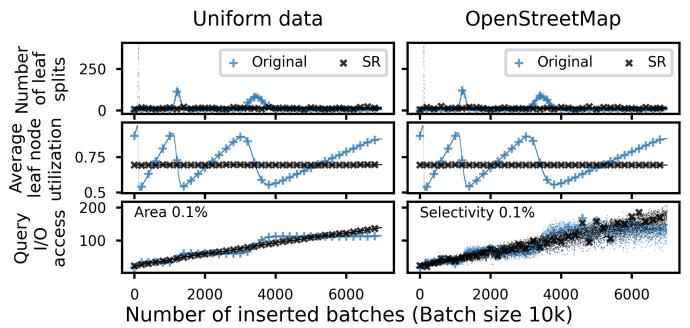 Uniform data
OpenStreetMap
Number
of leaf
splits
250
0
Original
SR
Original
SR
Average
leaf node
utilization
0.75
0.5
Query
I/O
access
200
100
Area 0.1%
Selectivity 0.1%
0
2000
4000
6000
0
2000
4000
6000
Number of inserted batches (Batch size 10k)